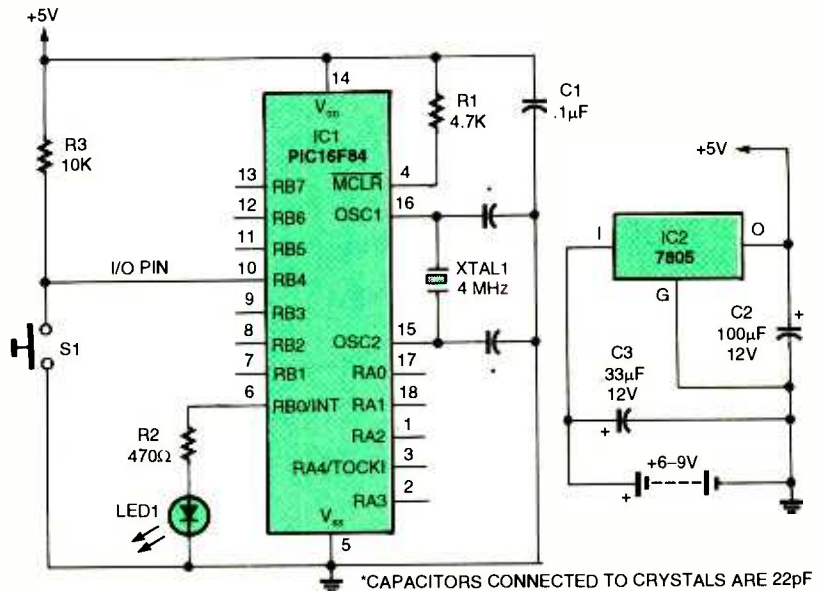 +5V
R3
10K
I/O PIN
S1
13
12
11
10
9
8
7
6
R2
470Ω
LED1
14
V
IC1
PIC16F84
RB7
RB6
RB5
RB4
RB3
RB2
RB1
RB0/INT
MCLR
OSC1
OSC2
RA0
RA1
RA2
RA4/TOCKI
RA3
V
5
4
16
15
17
18
1
3
2
R1
4.7K
C1
.1µF
*
XTAL1
4 MHz
*
+5V
I
IC2
7805
O
G
C2
100µF
12V
+
C3
33µF
12V
+
+6–9V
+
*CAPACITORS CONNECTED TO CRYSTALS ARE 22pF